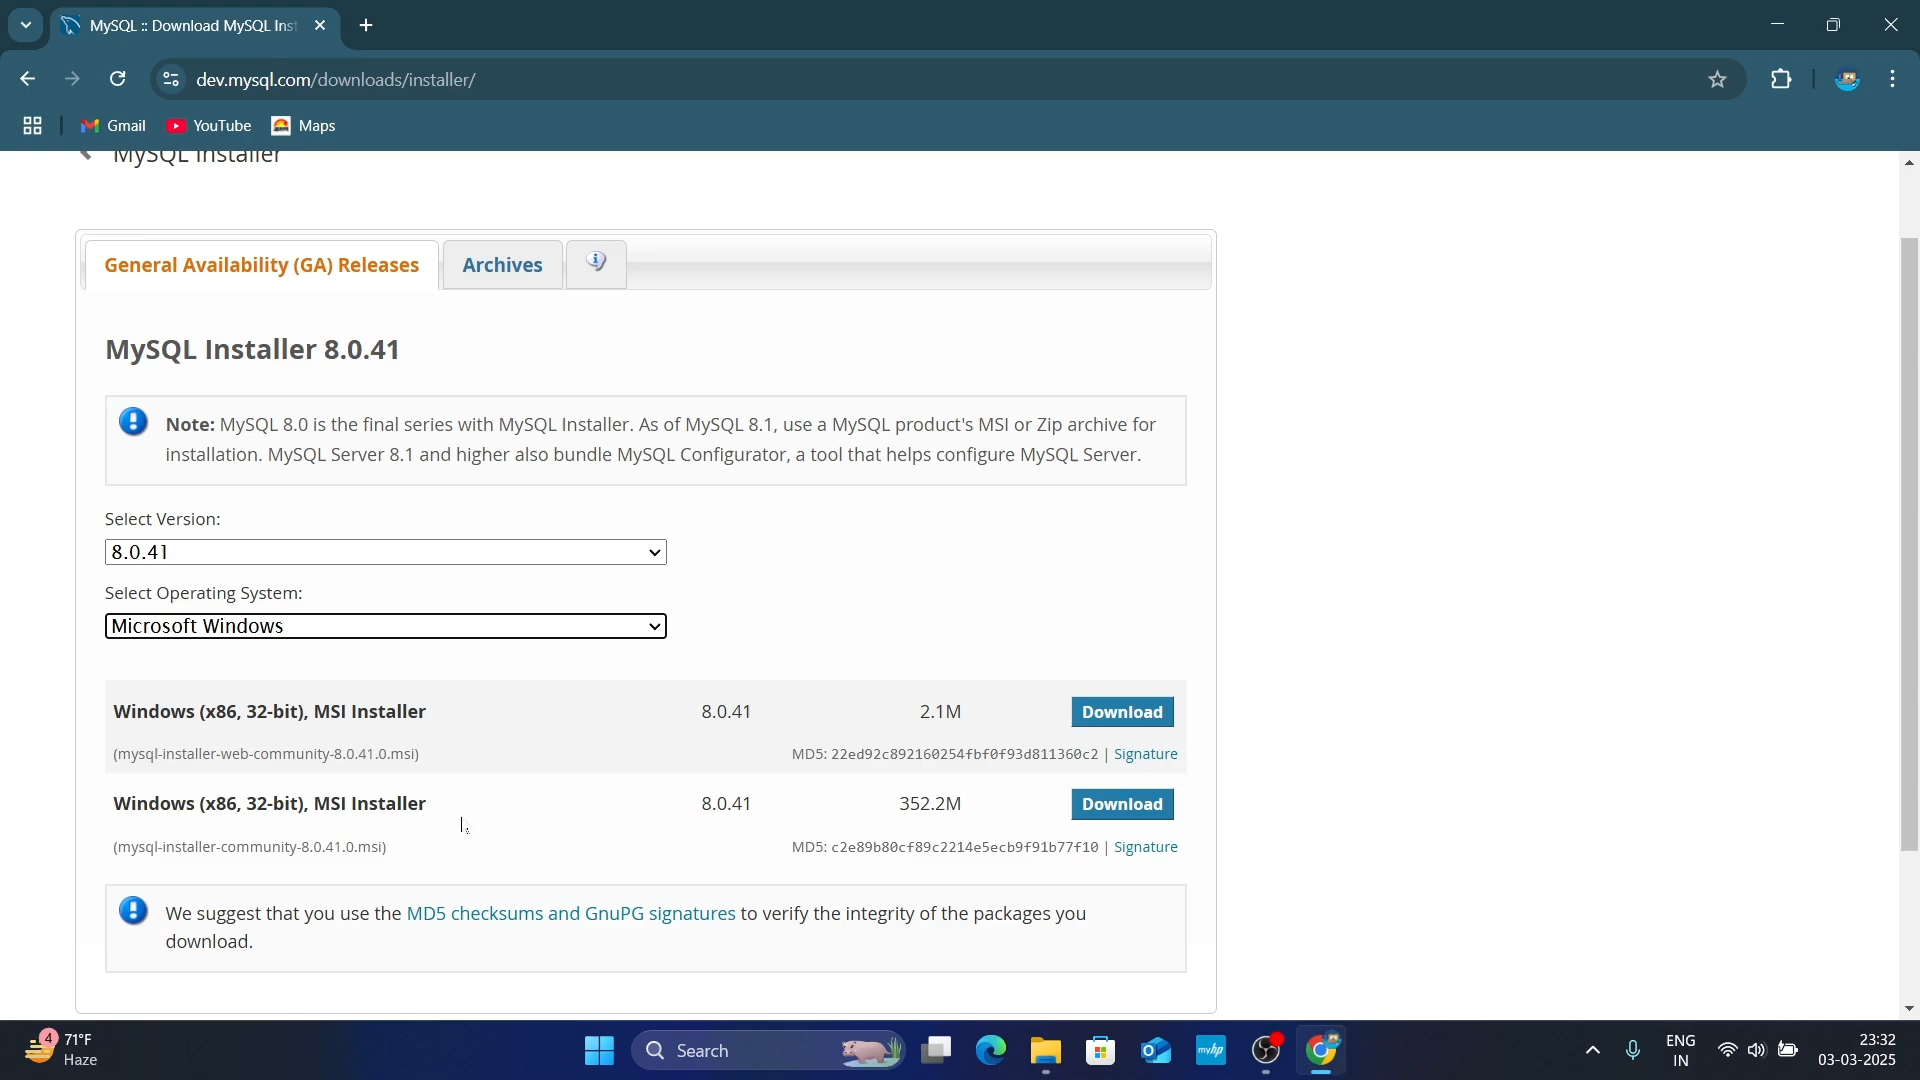 MySQL :: Download MySQL Inst
dev.mysql.com/downloads/installer/
Gmail
YouTube
Maps
MySQL Installer
General Availability (GA) Releases
Archives
MySQL Installer 8.0.41
Note: MySQL 8.0 is the final series with MySQL Installer. As of MySQL 8.1, use a MySQL product's MSI or Zip archive for
installation. MySQL Server 8.1 and higher also bundle MySQL Configurator, a tool that helps configure MySQL Server.
Select Version:
8.0.41
Select Operating System:
Microsoft Windows
Windows (x86, 32-bit), MSI Installer 8.0.41 2.1M Download
(mysql-installer-web-community-8.0.41.0.msi) MD5: 22ed92c892160254fbf0f93d811360c2 | Signature
Windows (x86, 32-bit), MSI Installer 8.0.41 352.2M Download
(mysql-installer-community-8.0.41.0.msi) MD5: c2e89b80cf89c2214e5ecb9f91b77f10 | Signature
We suggest that you use the MD5 checksums and GnuPG signatures to verify the integrity of the packages you
download.
4
71°F
Haze
Search
myhp
ENG
IN
23:32
03-03-2025